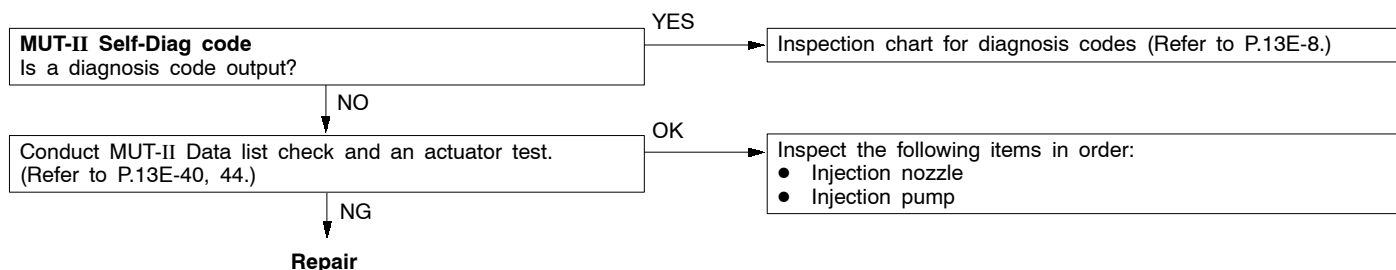 MUT-II Self-Diag code
Is a diagnosis code output?
YES
Inspection chart for diagnosis codes (Refer to P.13E-8.)
NO
Conduct MUT-II Data list check and an actuator test.
(Refer to P.13E-40, 44.)
OK
Inspect the following items in order:
● Injection nozzle
● Injection pump
NG
Repair